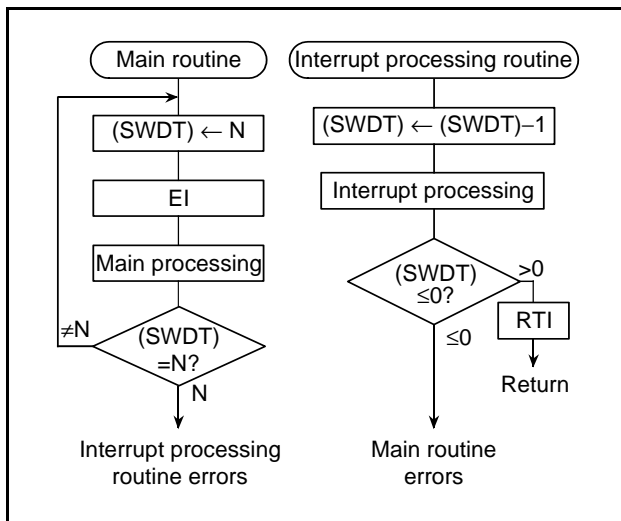 Main routine
(SWDT) ← N
EI
Main processing
(SWDT)
=N?
≠N
N
Interrupt processing
routine errors
Interrupt processing routine
(SWDT) ← (SWDT)−1
Interrupt processing
(SWDT)
≤0?
>0
≤0
RTI
Return
Main routine
errors